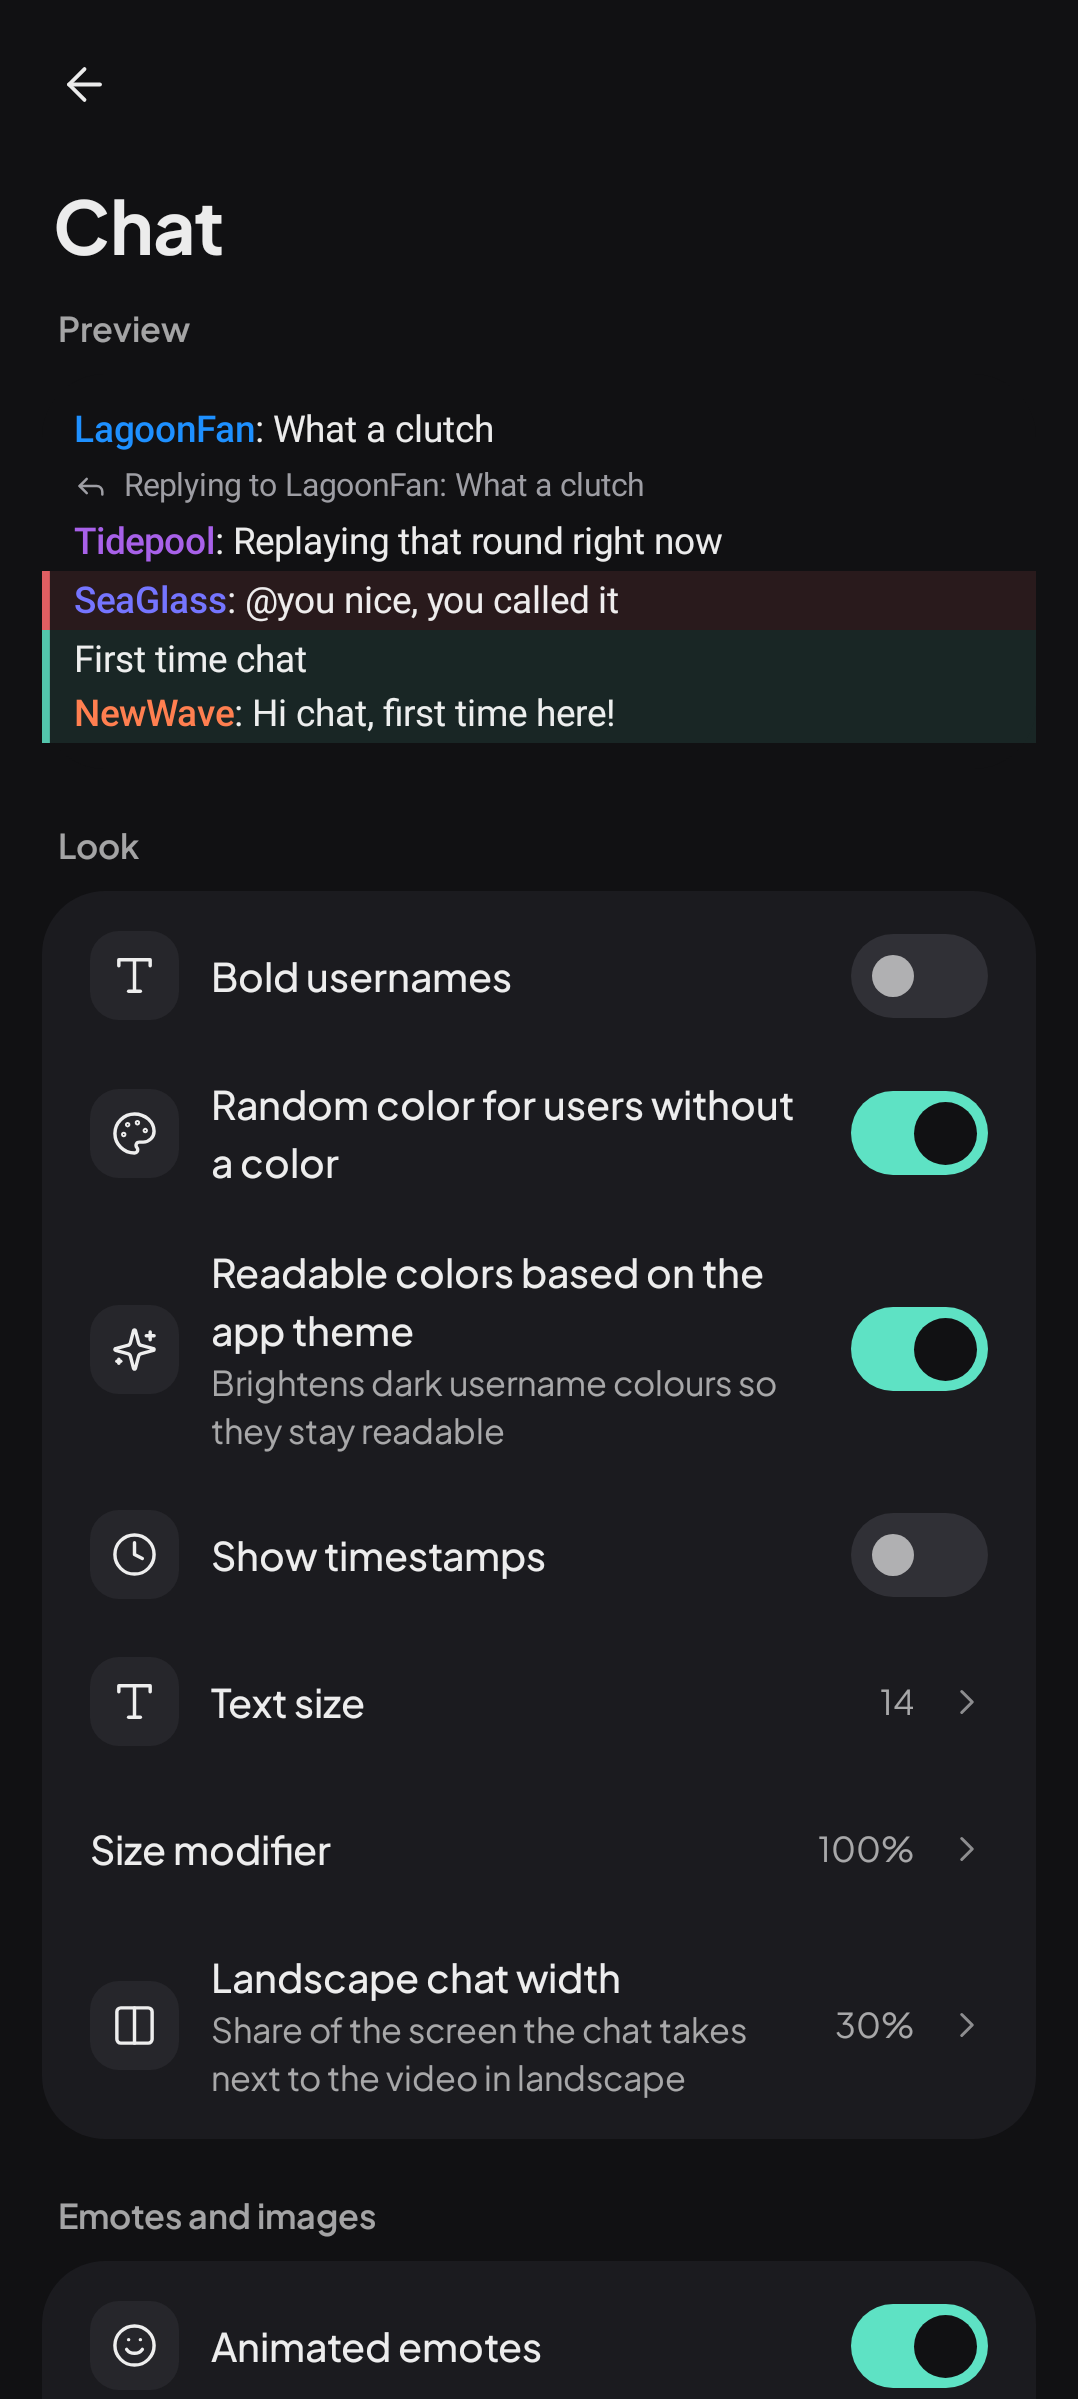 Chat
Preview
LagoonFan: What a clutch
Replying to LagoonFan: What a clutch
Tidepool: Replaying that round right now
SeaGlass: @you nice, you called it
First time chat
NewWave: Hi chat, first time here!
Look
Bold usernames
Random color for users without
a color
Readable colors based on the
app theme
Brightens dark username colours so
they stay readable
Show timestamps
Text size 14
Size modifier 100%
Landscape chat width
Share of the screen the chat takes
next to the video in landscape
30%
Emotes and images
Animated emotes